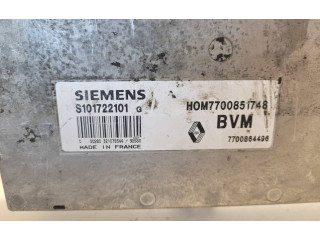 SIEMENS
S101722101 G
HOM7700851748
BVM
7700864496
MADE IN FRANCE